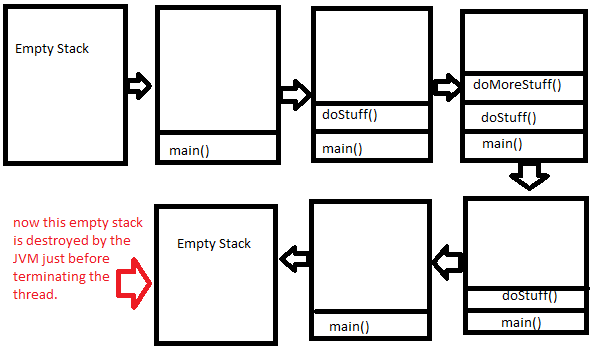 Empty Stack
main()
doStuff()
main()
doMoreStuff()
doStuff()
main()
doStuff()
main()
main()
Empty Stack
now this empty stack
is destroyed by the
JVM just before
terminating the
thread.